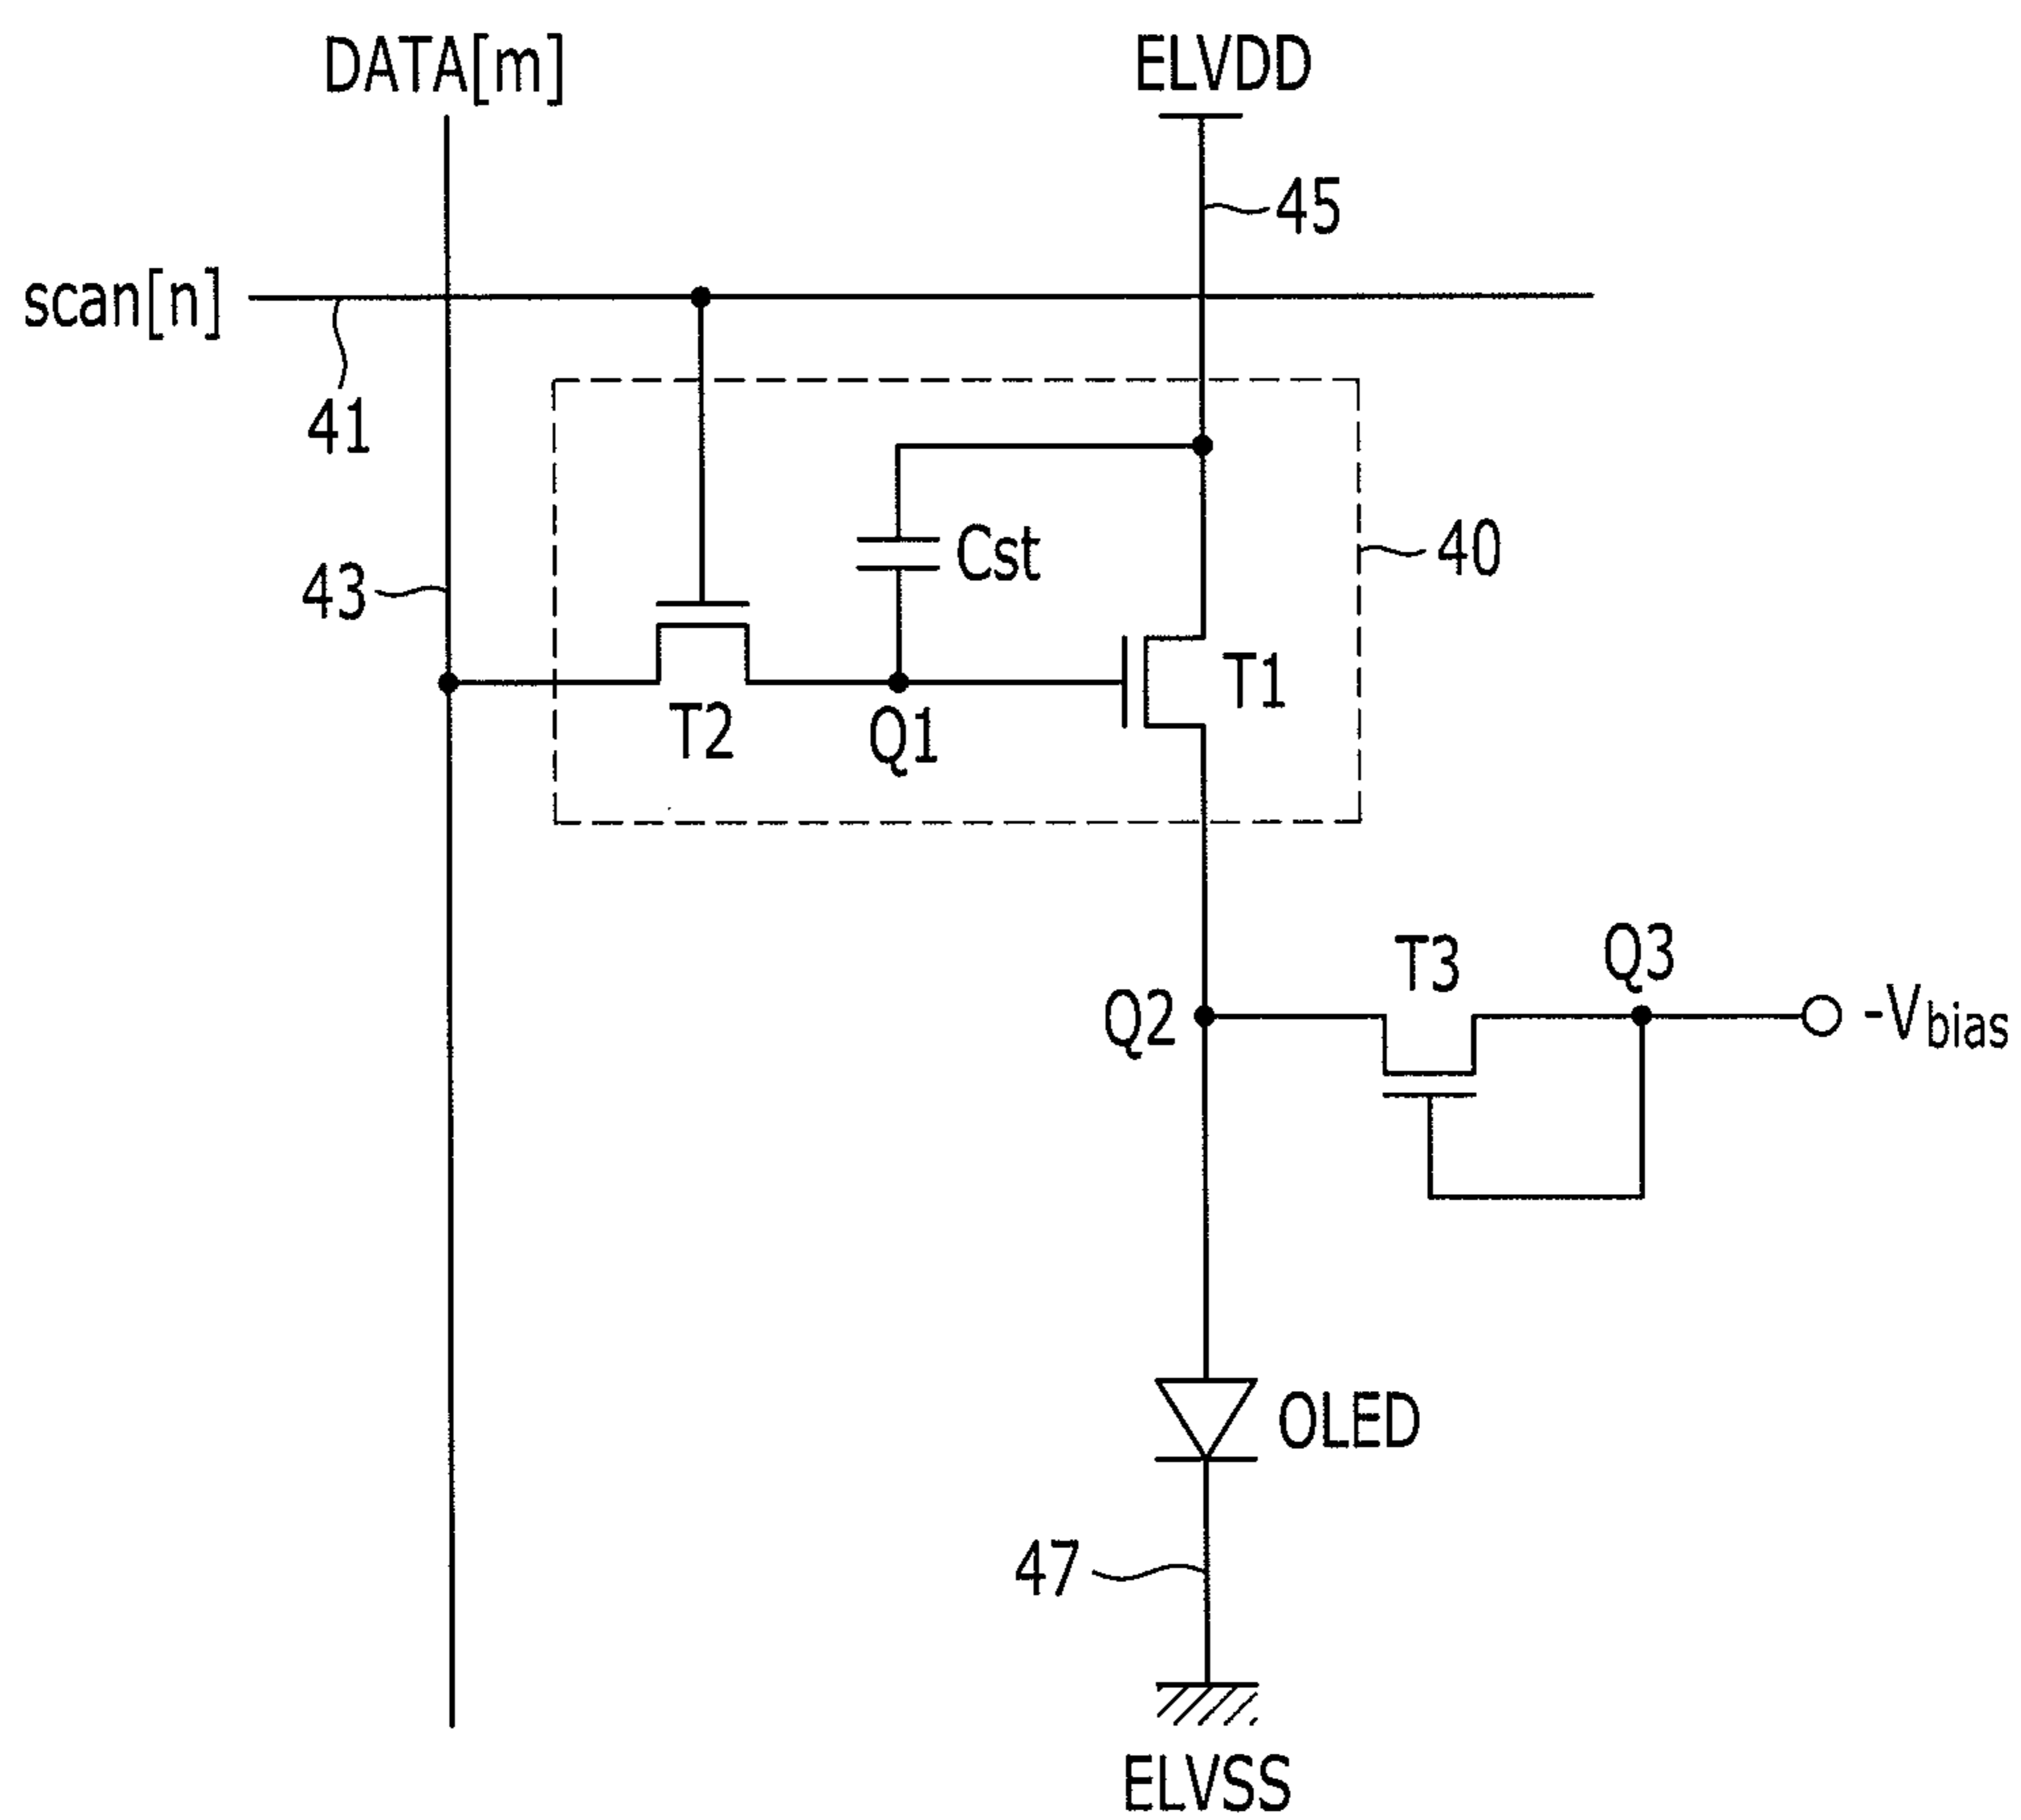 DATA[m]
ELVDD
45
scan[n]
41
Cst
40
43
T1
T2
Q1
T3
Q3
Q2
-Vbias
OLED
47
ELVSS